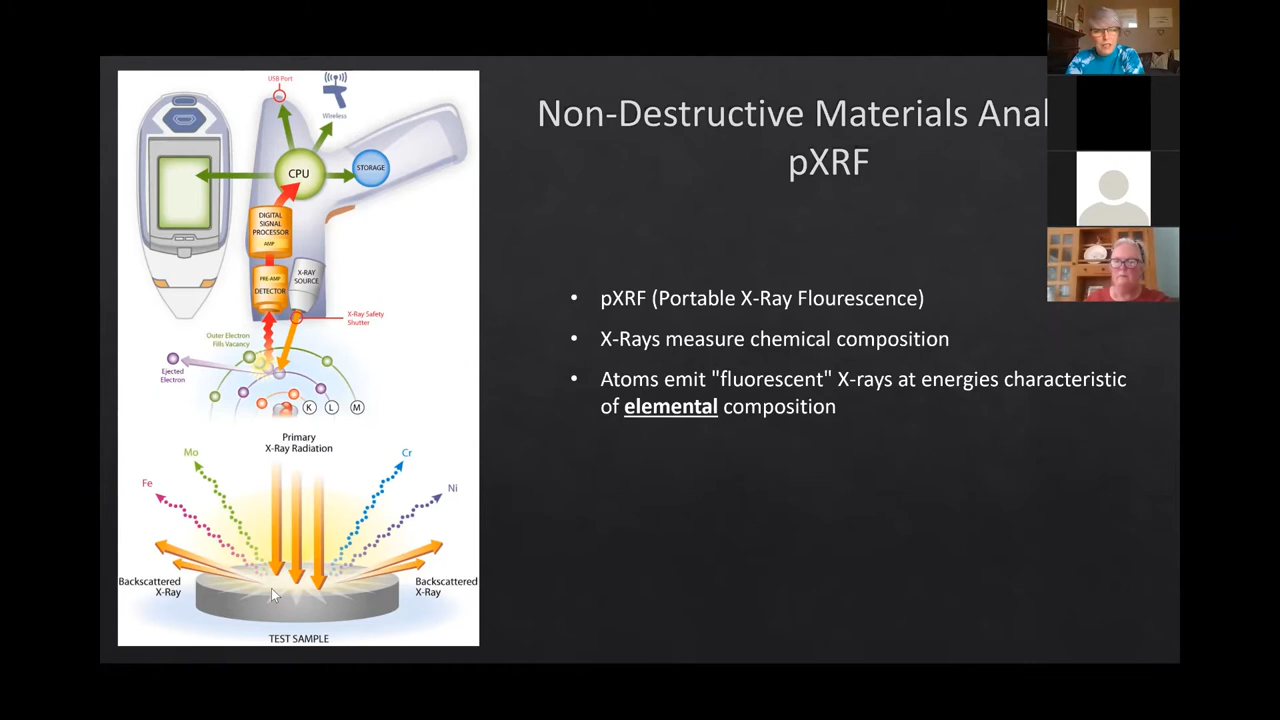 Non-Destructive Materials Anal
pXRF
• pXRF (Portable X-Ray Flourescence)
• X-Rays measure chemical composition
• Atoms emit "fluorescent" X-rays at energies characteristic
of elemental composition
USB Port
Wireless
CPU
STORAGE
DIGITAL
SIGNAL
PROCESSOR
AMP
PRE-AMP
DETECTOR
X-RAY
SOURCE
X-Ray Safety
Shutter
Outer Electron
Fills Vacancy
Ejected
Electron
K L M
Primary
X-Ray Radiation
Mo
Cr
Fe
Ni
Backscattered
X-Ray
Backscattered
X-Ray
TEST SAMPLE